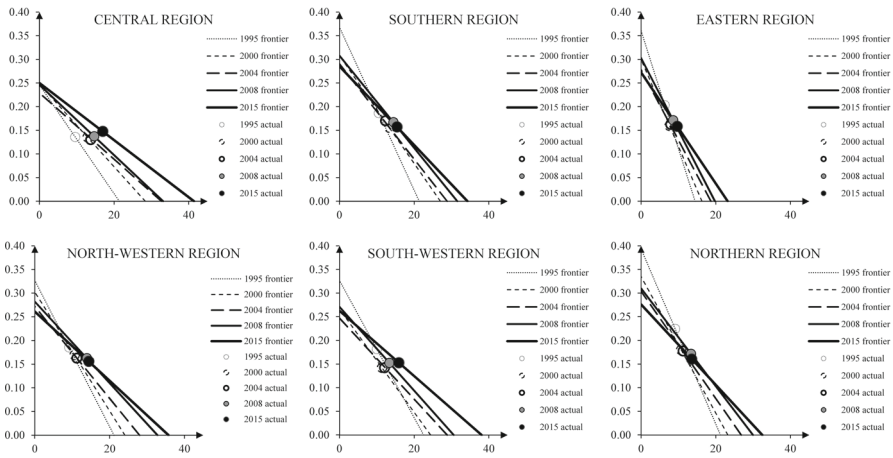 CENTRAL REGION
0.40
0.35
0.30
0.25
0.20
0.15
0.10
0.05
0.00
0
20
40
1995 frontier
2000 frontier
2004 frontier
2008 frontier
2015 frontier
1995 actual
2000 actual
2004 actual
2008 actual
2015 actual
SOUTHERN REGION
0.40
0.35
0.30
0.25
0.20
0.15
0.10
0.05
0.00
0
20
40
1995 frontier
2000 frontier
2004 frontier
2008 frontier
2015 frontier
1995 actual
2000 actual
2004 actual
2008 actual
2015 actual
EASTERN REGION
0.40
0.35
0.30
0.25
0.20
0.15
0.10
0.05
0.00
0
20
40
1995 frontier
2000 frontier
2004 frontier
2008 frontier
2015 frontier
1995 actual
2000 actual
2004 actual
2008 actual
2015 actual
NORTH-WESTERN REGION
0.40
0.35
0.30
0.25
0.20
0.15
0.10
0.05
0.00
0
20
40
1995 frontier
2000 frontier
2004 frontier
2008 frontier
2015 frontier
1995 actual
2000 actual
2004 actual
2008 actual
2015 actual
SOUTH-WESTERN REGION
0.40
0.35
0.30
0.25
0.20
0.15
0.10
0.05
0.00
0
20
40
1995 frontier
2000 frontier
2004 frontier
2008 frontier
2015 frontier
1995 actual
2000 actual
2004 actual
2008 actual
2015 actual
NORTHERN REGION
0.40
0.35
0.30
0.25
0.20
0.15
0.10
0.05
0.00
0
20
40
1995 frontier
2000 frontier
2004 frontier
2008 frontier
2015 frontier
1995 actual
2000 actual
2004 actual
2008 actual
2015 actual